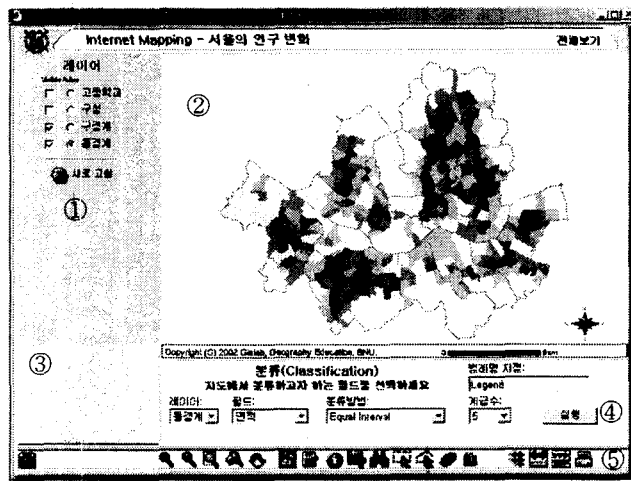 Internet Mapping - 서울의 인구 변화
전체보기
레이어
Visible Active
고등학교
구청
구경계
동경계
새로 고침
①
②
③
Copyright (C) 2002 Gislab, Geography Education, SNU.
분류(Classification)
지도에서 분류하고자 하는 필드를 선택하세요
범례명 지정:
Legend
레이어: 필드: 분류방법: 계급수:
동경계 면적 Equal Interval 5 실행 ④
⑤